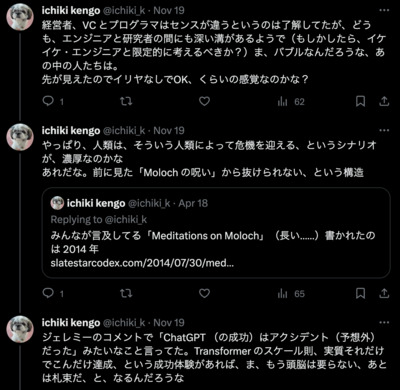 ichiki kengo @ichiki_k · Nov 19
経営者、VC とプログラマはセンスが違うというのは了解してたが、どう
も、エンジニアと研究者の間にも深い溝があるようで（もしかしたら、イケ
イケ・エンジニアと限定的に考えるべきか？）ま、バブルなんだろうな、あ
の中の人たちは。
先が見えたのでイリヤなしでOK、くらいの感覚なのかな？
1 62
ichiki kengo @ichiki_k · Nov 19
やっぱり、人類は、そういう人類によって危機を迎える、というシナリオ
が、濃厚なのかな
あれだな。前に見た「Moloch の呪い」から抜けられない、という構造
ichiki kengo @ichiki_k · Apr 18
Replying to @ichiki_k
みんなが言及してる「Meditations on Moloch」（長い......）書かれたの
は 2014 年
slatestarcodex.com/2014/07/30/med...
1 65
ichiki kengo @ichiki_k · Nov 19
ジェレミーのコメントで「ChatGPT （の成功）はアクシデント（予想外）
だった」みたいなこと言ってた。Transformer のスケール則、実質それだけ
でこんだけ達成、という成功体験があれば、ま、もう頭脳は要らない、あと
は札束だ、と、なるんだろうな